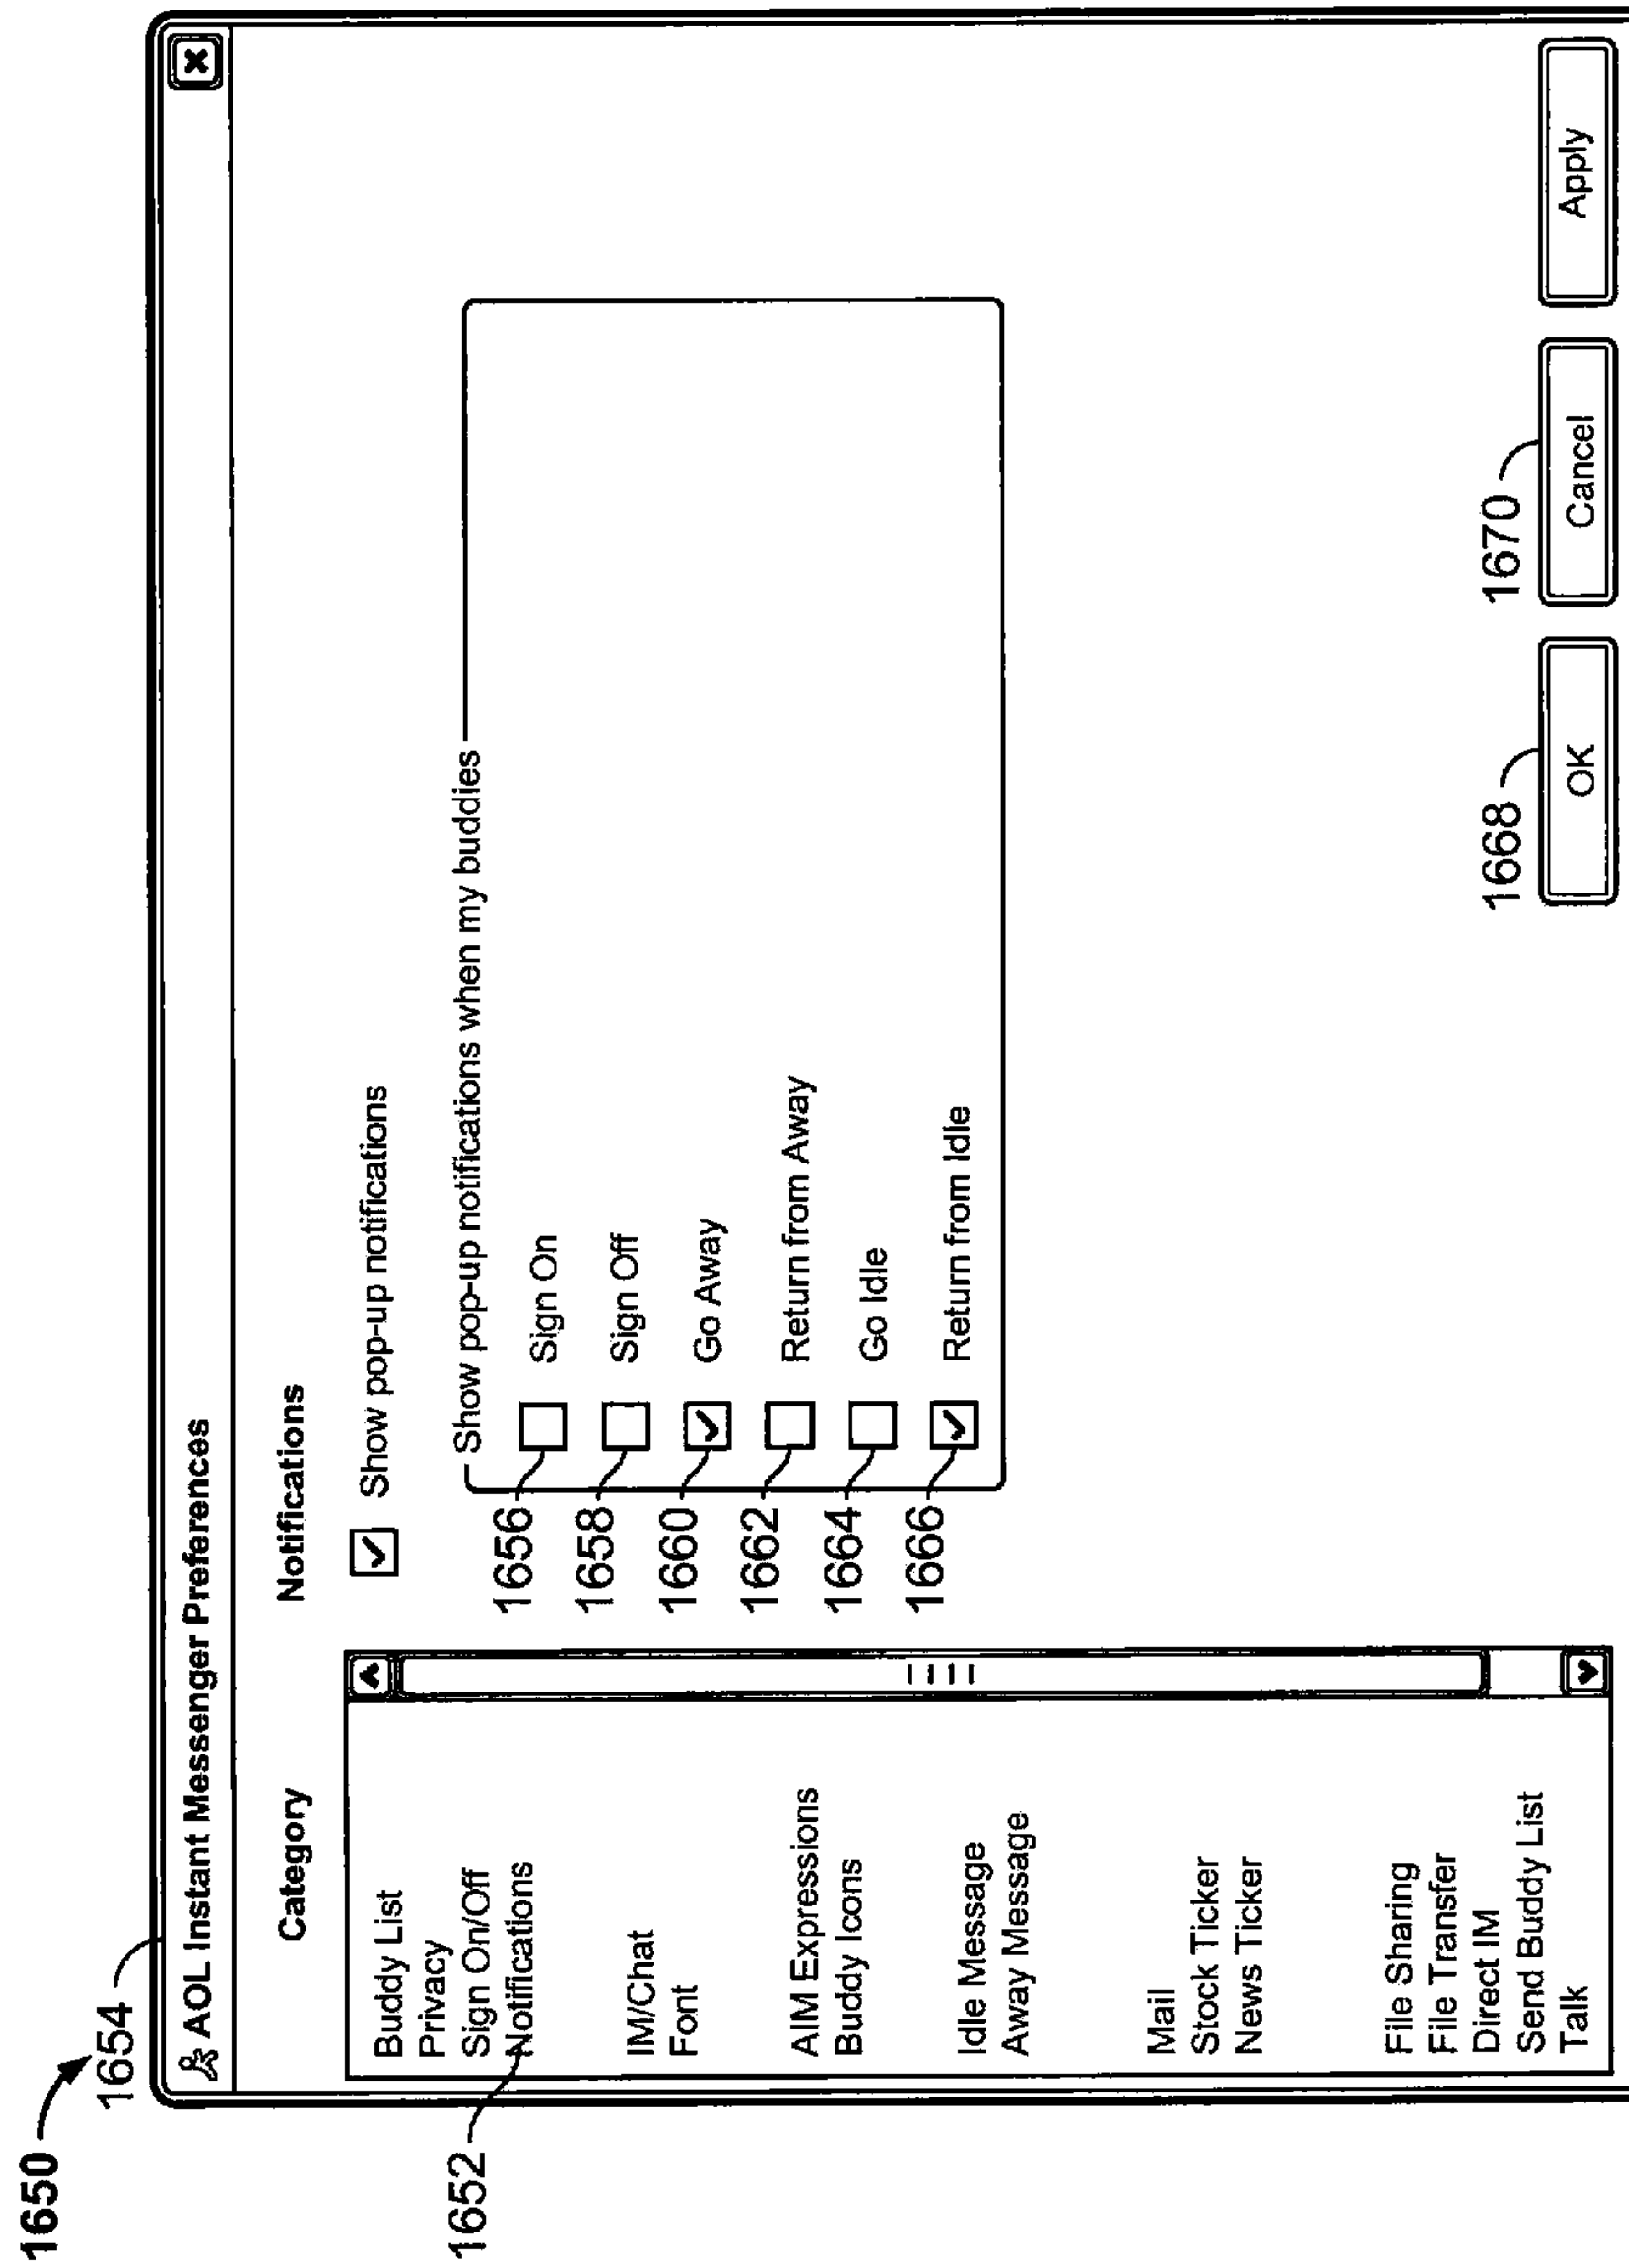 1650
1654
AOL Instant Messenger Preferences
Category
Notifications
1652
Buddy List
Privacy
Sign On/Off
Notifications
IM/Chat
Font
AIM Expressions
Buddy Icons
Idle Message
Away Message
Mail
Stock Ticker
News Ticker
File Sharing
File Transfer
Direct IM
Send Buddy List
Talk
Show pop-up notifications
Show pop-up notifications when my buddies
1656 Sign On
1658 Sign Off
1660 Go Away
1662 Return from Away
1664 Go Idle
1666 Return from Idle
1668
1670
OK
Cancel
Apply